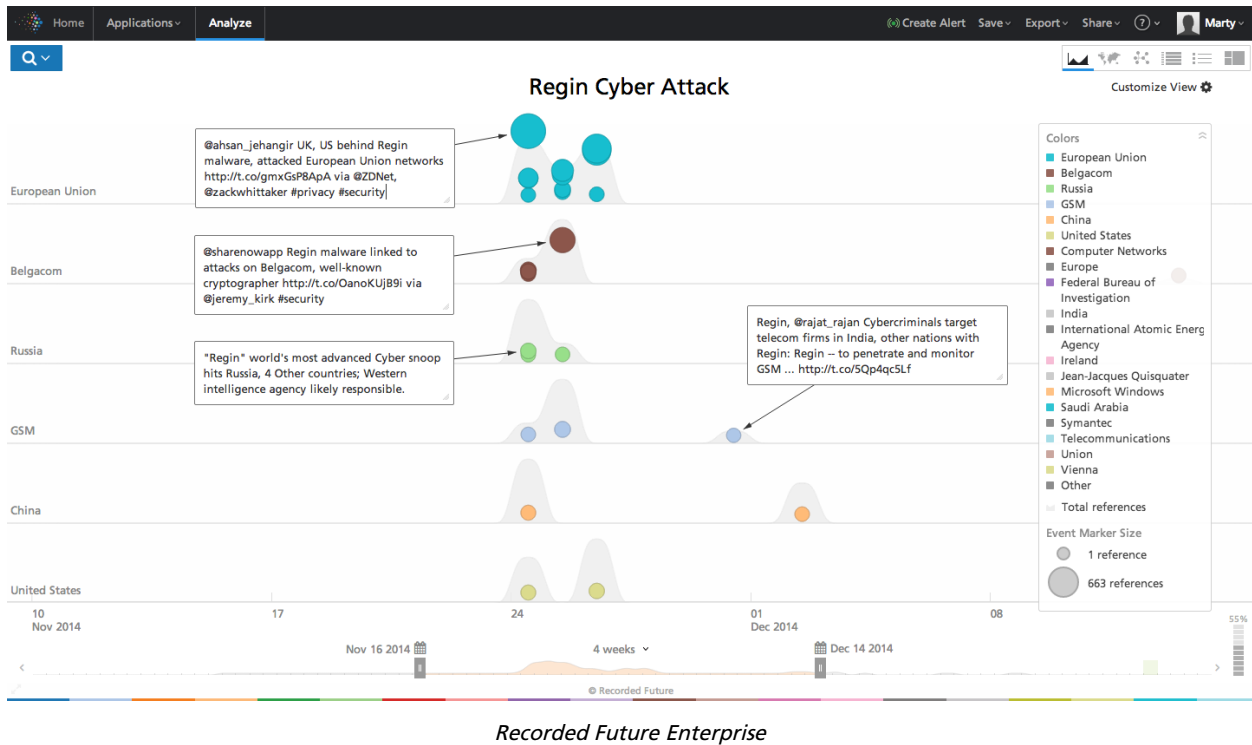 Home Applications Analyze Create Alert Save Export Share ? Marty
Regin Cyber Attack
Customize View
@ahsan_jehangir UK, US behind Regin
malware, attacked European Union networks
http://t.co/gmxGsP8ApA via @ZDNet,
@zackwhittaker #privacy #security
European Union
@sharenowapp Regin malware linked to
attacks on Belgacom, well-known
cryptographer http://t.co/OanoKUjB9i via
@jeremy_kirk #security
Belgacom
Regin, @rajat_rajan Cybercriminals target
telecom firms in India, other nations with
Regin: Regin -- to penetrate and monitor
GSM ... http://t.co/5Qp4qc5Lf
Russia
"Regin" world's most advanced Cyber snoop
hits Russia, 4 Other countries; Western
intelligence agency likely responsible.
GSM
China
United States
Colors
European Union
Belgacom
Russia
GSM
China
United States
Computer Networks
Europe
Federal Bureau of
Investigation
India
International Atomic Energ
Agency
Ireland
Jean-Jacques Quisquater
Microsoft Windows
Saudi Arabia
Symantec
Telecommunications
Union
Vienna
Other
Total references
Event Marker Size
1 reference
663 references
10 17 24 01 08
Nov 2014 Dec 2014
55%
Nov 16 2014 4 weeks Dec 14 2014
© Recorded Future
Recorded Future Enterprise